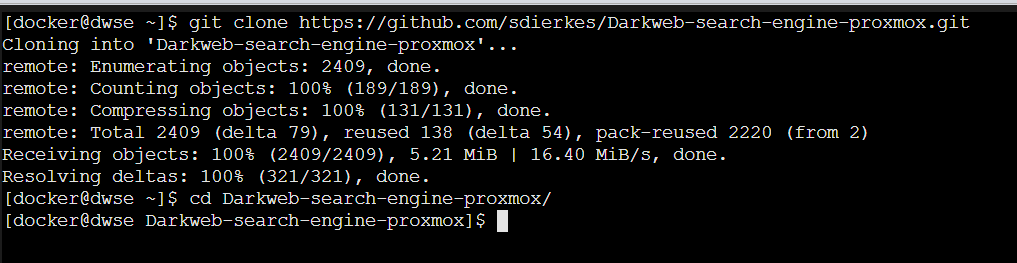 [docker@dwse ~]$ git clone https://github.com/sdierkes/Darkweb-search-engine-proxmox.git
Cloning into 'Darkweb-search-engine-proxmox'...
remote: Enumerating objects: 2409, done.
remote: Counting objects: 100% (189/189), done.
remote: Compressing objects: 100% (131/131), done.
remote: Total 2409 (delta 79), reused 138 (delta 54), pack-reused 2220 (from 2)
Receiving objects: 100% (2409/2409), 5.21 MiB | 16.40 MiB/s, done.
Resolving deltas: 100% (321/321), done.
[docker@dwse ~]$ cd Darkweb-search-engine-proxmox/
[docker@dwse Darkweb-search-engine-proxmox]$